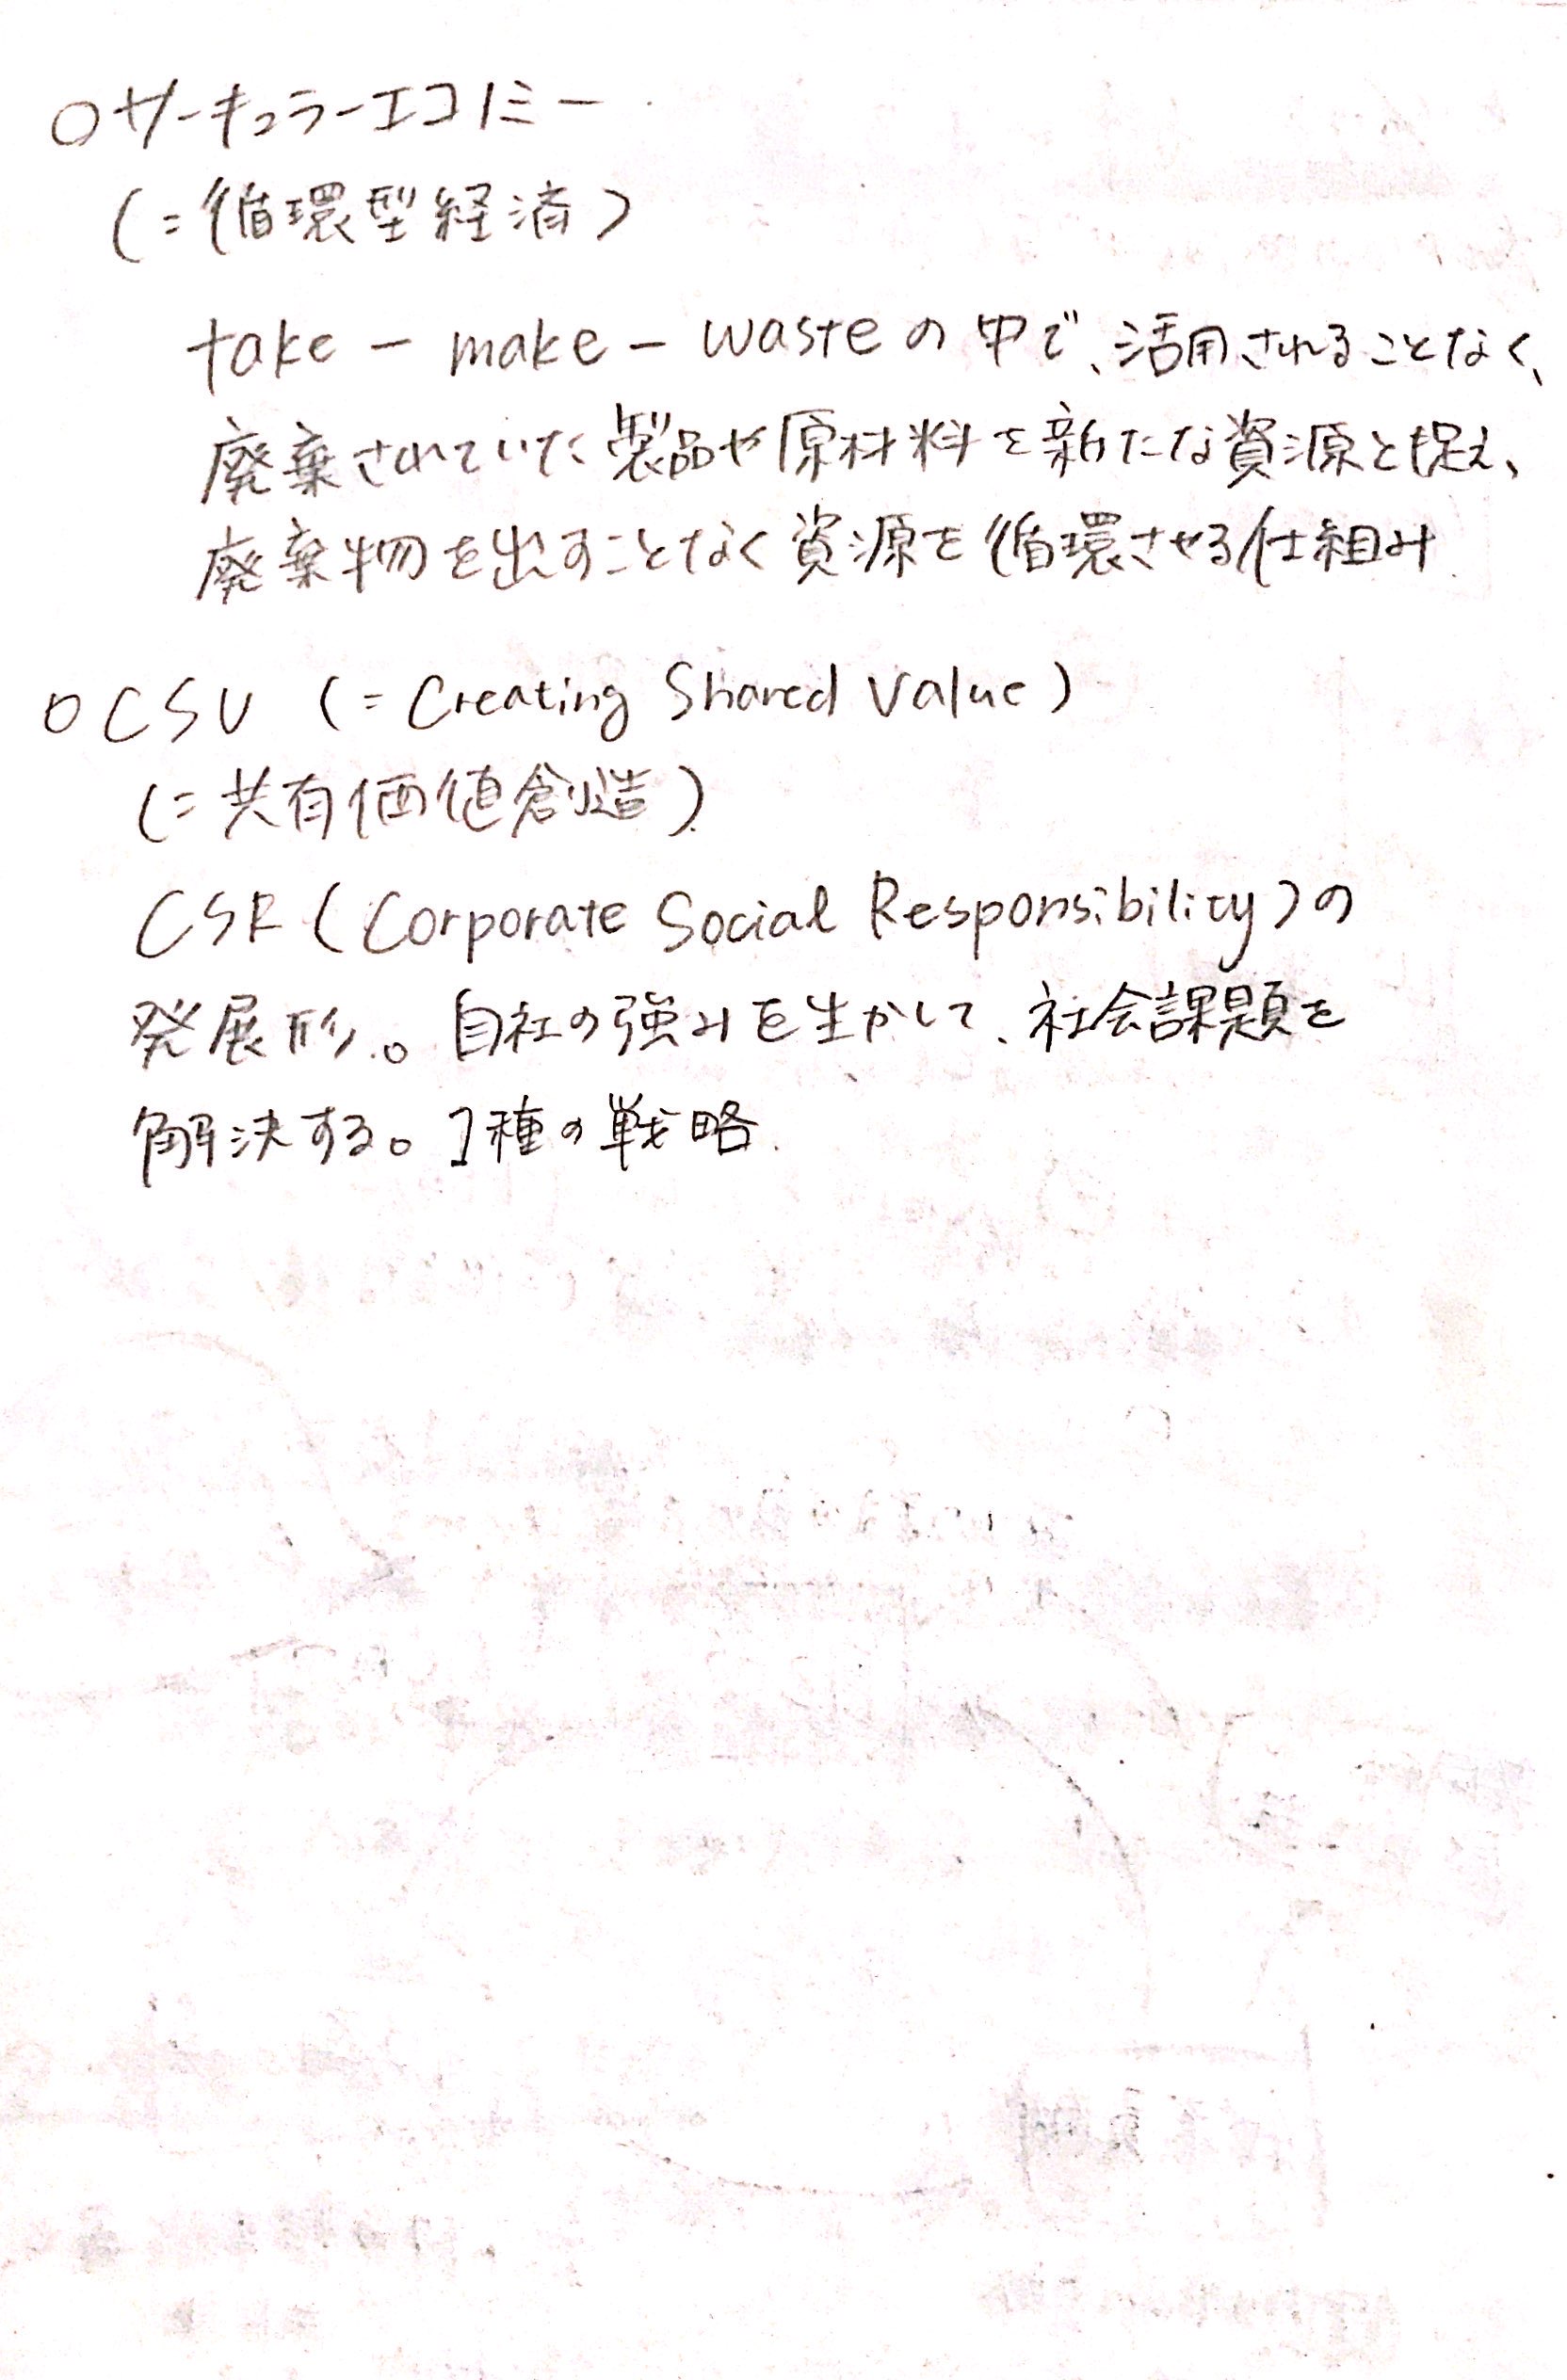 ○サーキュラーエコノミー
(=循環型経済)
take - make - wasteの中で、活用されることなく、
廃棄されていた製品や原材料を新たな資源と捉え、
廃棄物を出すことなく資源を循環させる仕組み
○CSV (= Creating Shared Value)
(=共有価値創造)
CSR (Corporate Social Responsibility)の
発展形。自社の強みを生かして、社会課題を
解決する。1種の戦略